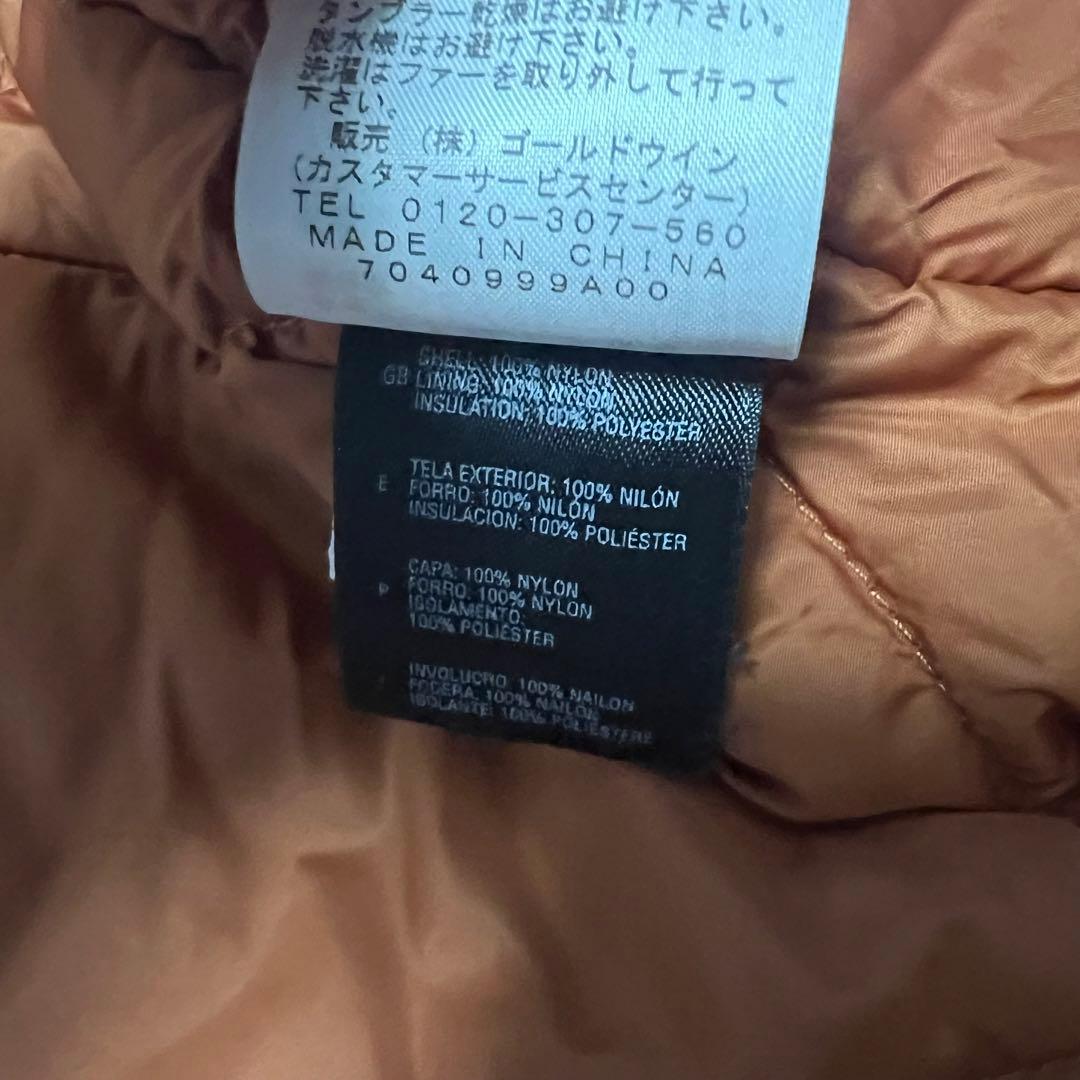 タンブラー乾燥はお避け下さい。
脱水機はお避け下さい。
洗濯はファーを取り外して行って
下さい。
販売 (株) ゴールドウイン
(カスタマーサービスセンター)
TEL 0120-307-560
MADE IN CHINA
7040999A00
SHELL: 100% NYLON
GB LINING: 100% NYLON
INSULATION: 100% POLYESTER
TELA EXTERIOR: 100% NILÓN
E FORRO: 100% NILÓN
INSULACION: 100% POLIÉSTER
CAPA: 100% NYLON
P FORRO: 100% NYLON
ISOLAMENTO:
100% POLIÉSTER
INVOLUCRO: 100% NAILON
FODERA: 100% NAILON
ISOLANTE: 100% POLIESTERE